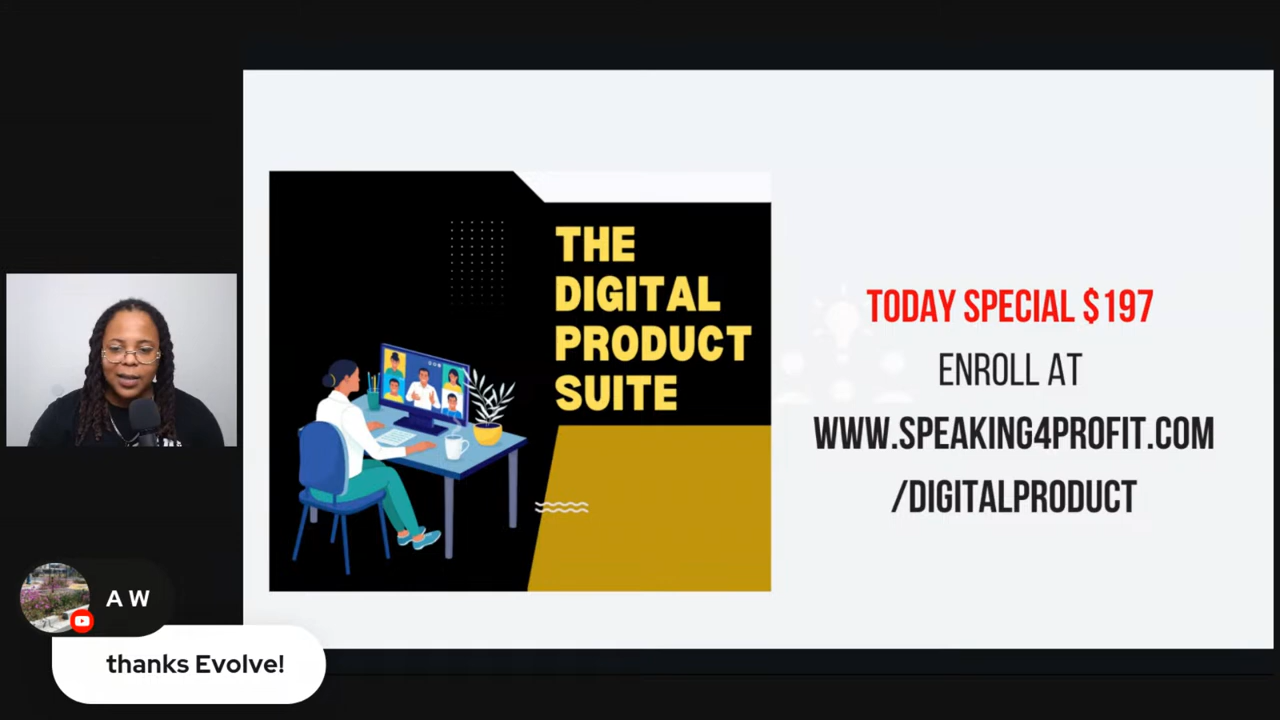 THE
DIGITAL
PRODUCT
SUITE
TODAY SPECIAL $197
ENROLL AT
WWW.SPEAKING4PROFIT.COM
/DIGITALPRODUCT
A W
thanks Evolve!